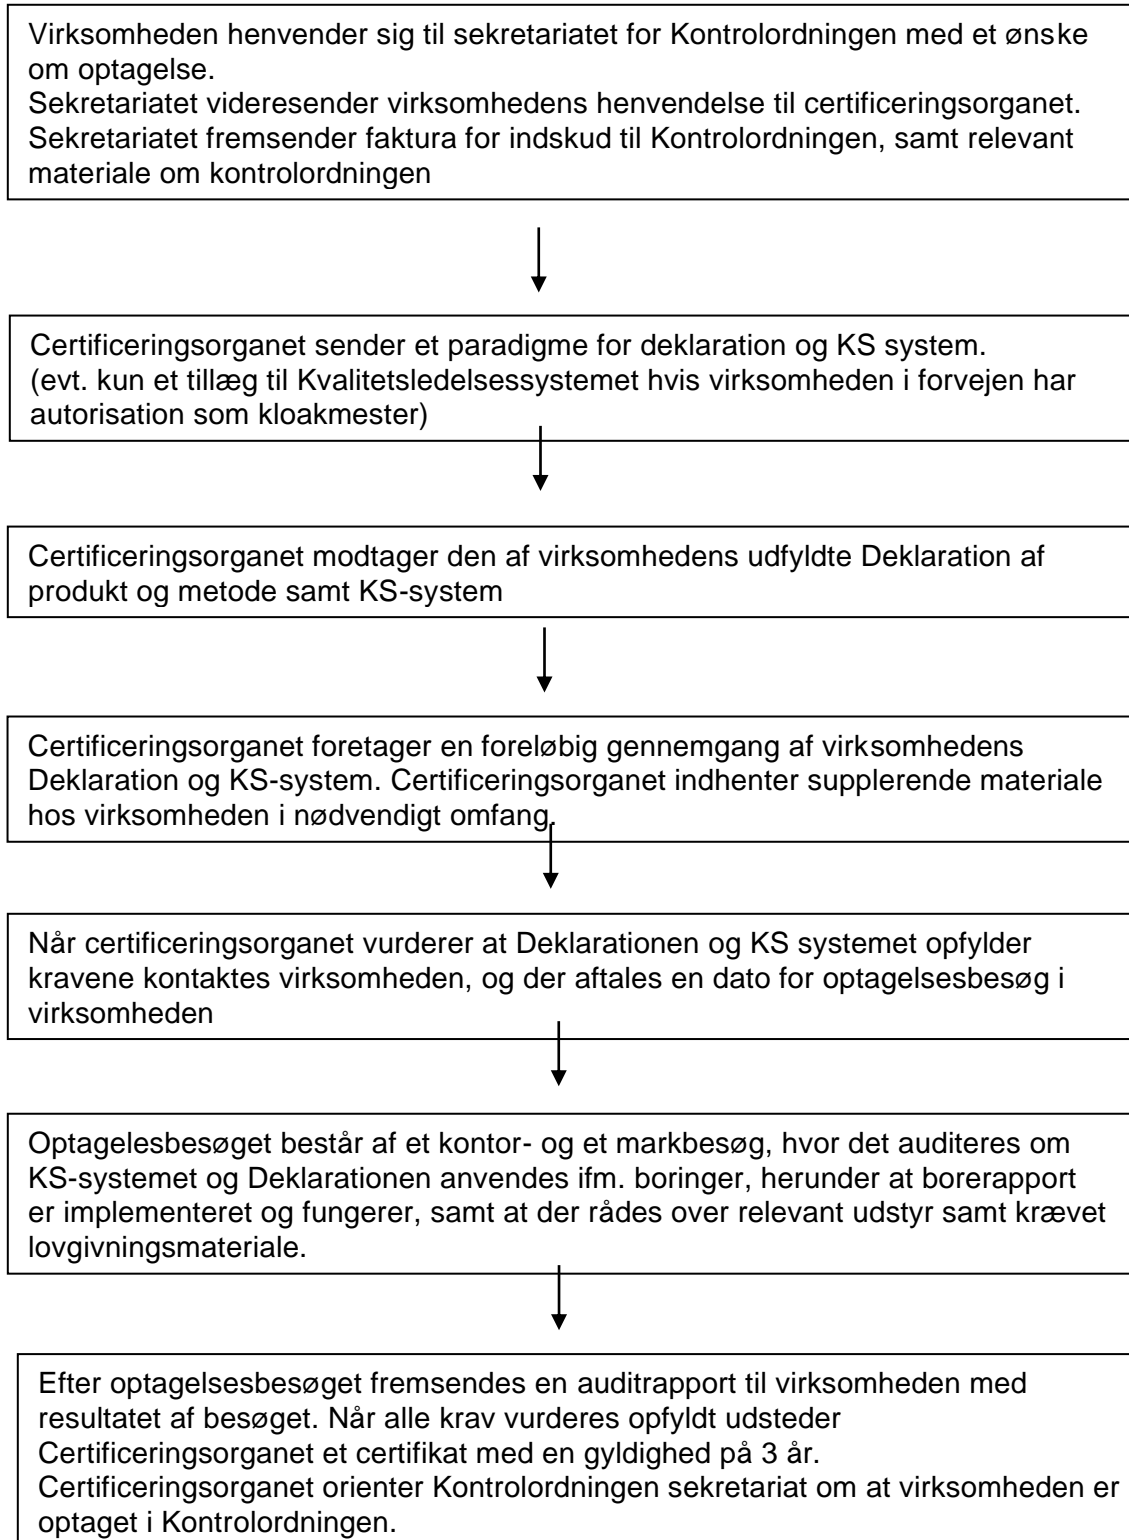 Virksomheden henvender sig til sekretariatet for Kontrolordningen med et ønske
om optagelse.
Sekretariatet videresender virksomhedens henvendelse til certificeringsorganet.
Sekretariatet fremsender faktura for indskud til Kontrolordningen, samt relevant
materiale om kontrolordningen
Certificeringsorganet sender et paradigme for deklaration og KS system.
(evt. kun et tillæg til Kvalitetsledelsessystemet hvis virksomheden i forvejen har
autorisation som kloakmester)
Certificeringsorganet modtager den af virksomhedens udfyldte Deklaration af
produkt og metode samt KS-system
Certificeringsorganet foretager en foreløbig gennemgang af virksomhedens
Deklaration og KS-system. Certificeringsorganet indhenter supplerende materiale
hos virksomheden i nødvendigt omfang.
Når certificeringsorganet vurderer at Deklarationen og KS systemet opfylder
kravene kontaktes virksomheden, og der aftales en dato for optagelsesbesøg i
virksomheden
Optagelesbesøget består af et kontor- og et markbesøg, hvor det auditeres om
KS-systemet og Deklarationen anvendes ifm. boringer, herunder at borerapport
er implementeret og fungerer, samt at der rådes over relevant udstyr samt krævet
lovgivningsmateriale.
Efter optagelsesbesøget fremsendes en auditrapport til virksomheden med
resultatet af besøget. Når alle krav vurderes opfyldt udsteder
Certificeringsorganet et certifikat med en gyldighed på 3 år.
Certificeringsorganet orienter Kontrolordningen sekretariat om at virksomheden er
optaget i Kontrolordningen.